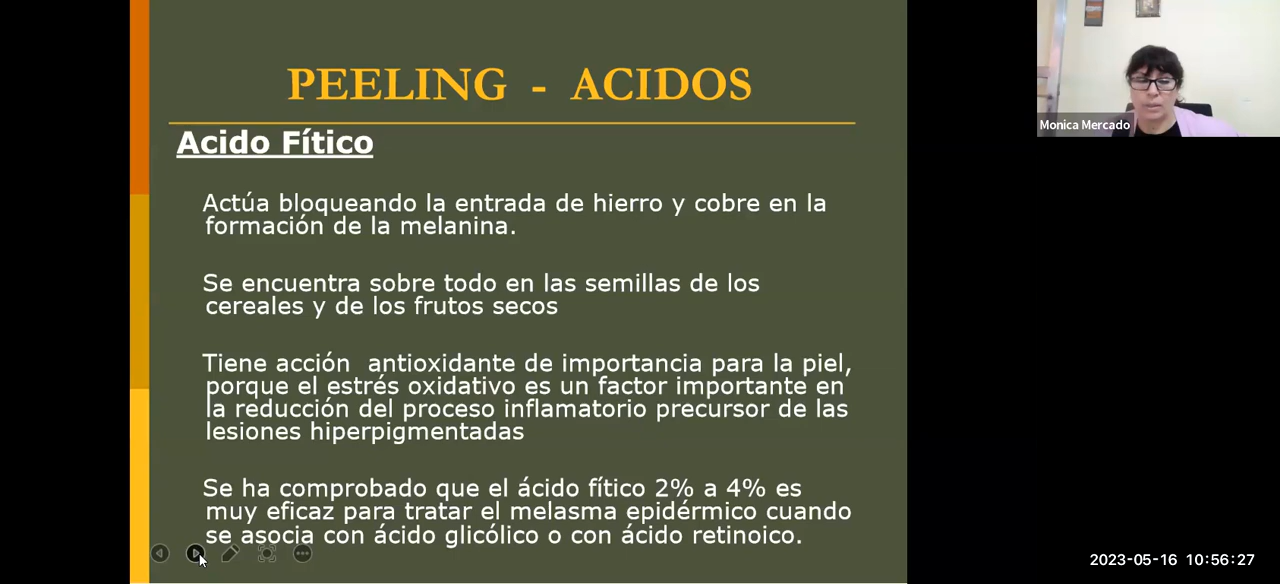 PEELING - ACIDOS
Acido Fítico
Actúa bloqueando la entrada de hierro y cobre en la
formación de la melanina.
Se encuentra sobre todo en las semillas de los
cereales y de los frutos secos
Tiene acción antioxidante de importancia para la piel,
porque el estrés oxidativo es un factor importante en
la reducción del proceso inflamatorio precursor de las
lesiones hiperpigmentadas
Se ha comprobado que el ácido fítico 2% a 4% es
muy eficaz para tratar el melasma epidérmico cuando
se asocia con ácido glicólico o con ácido retinoico.
Monica Mercado
2023-05-16 10:56:27